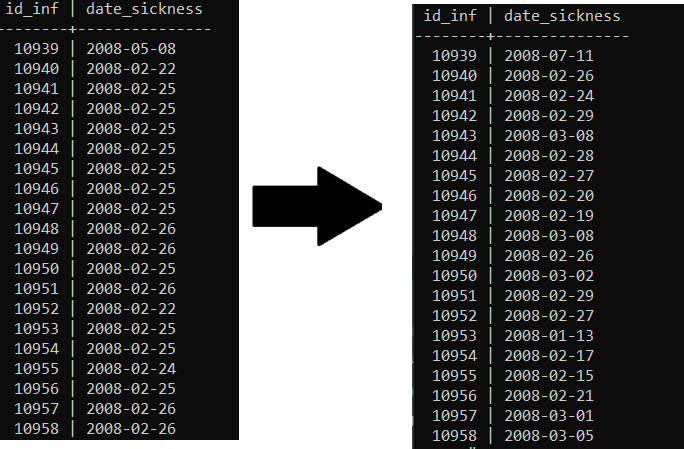 id_inf | date_sickness
--------+---------------
10939 | 2008-05-08
10940 | 2008-02-22
10941 | 2008-02-25
10942 | 2008-02-25
10943 | 2008-02-25
10944 | 2008-02-25
10945 | 2008-02-25
10946 | 2008-02-25
10947 | 2008-02-25
10948 | 2008-02-26
10949 | 2008-02-26
10950 | 2008-02-25
10951 | 2008-02-26
10952 | 2008-02-22
10953 | 2008-02-25
10954 | 2008-02-25
10955 | 2008-02-24
10956 | 2008-02-25
10957 | 2008-02-26
10958 | 2008-02-26
id_inf | date_sickness
--------+---------------
10939 | 2008-07-11
10940 | 2008-02-26
10941 | 2008-02-24
10942 | 2008-02-29
10943 | 2008-03-08
10944 | 2008-02-28
10945 | 2008-02-27
10946 | 2008-02-20
10947 | 2008-02-19
10948 | 2008-03-08
10949 | 2008-02-26
10950 | 2008-03-02
10951 | 2008-02-29
10952 | 2008-02-27
10953 | 2008-01-13
10954 | 2008-02-17
10955 | 2008-02-15
10956 | 2008-02-21
10957 | 2008-03-01
10958 | 2008-03-05